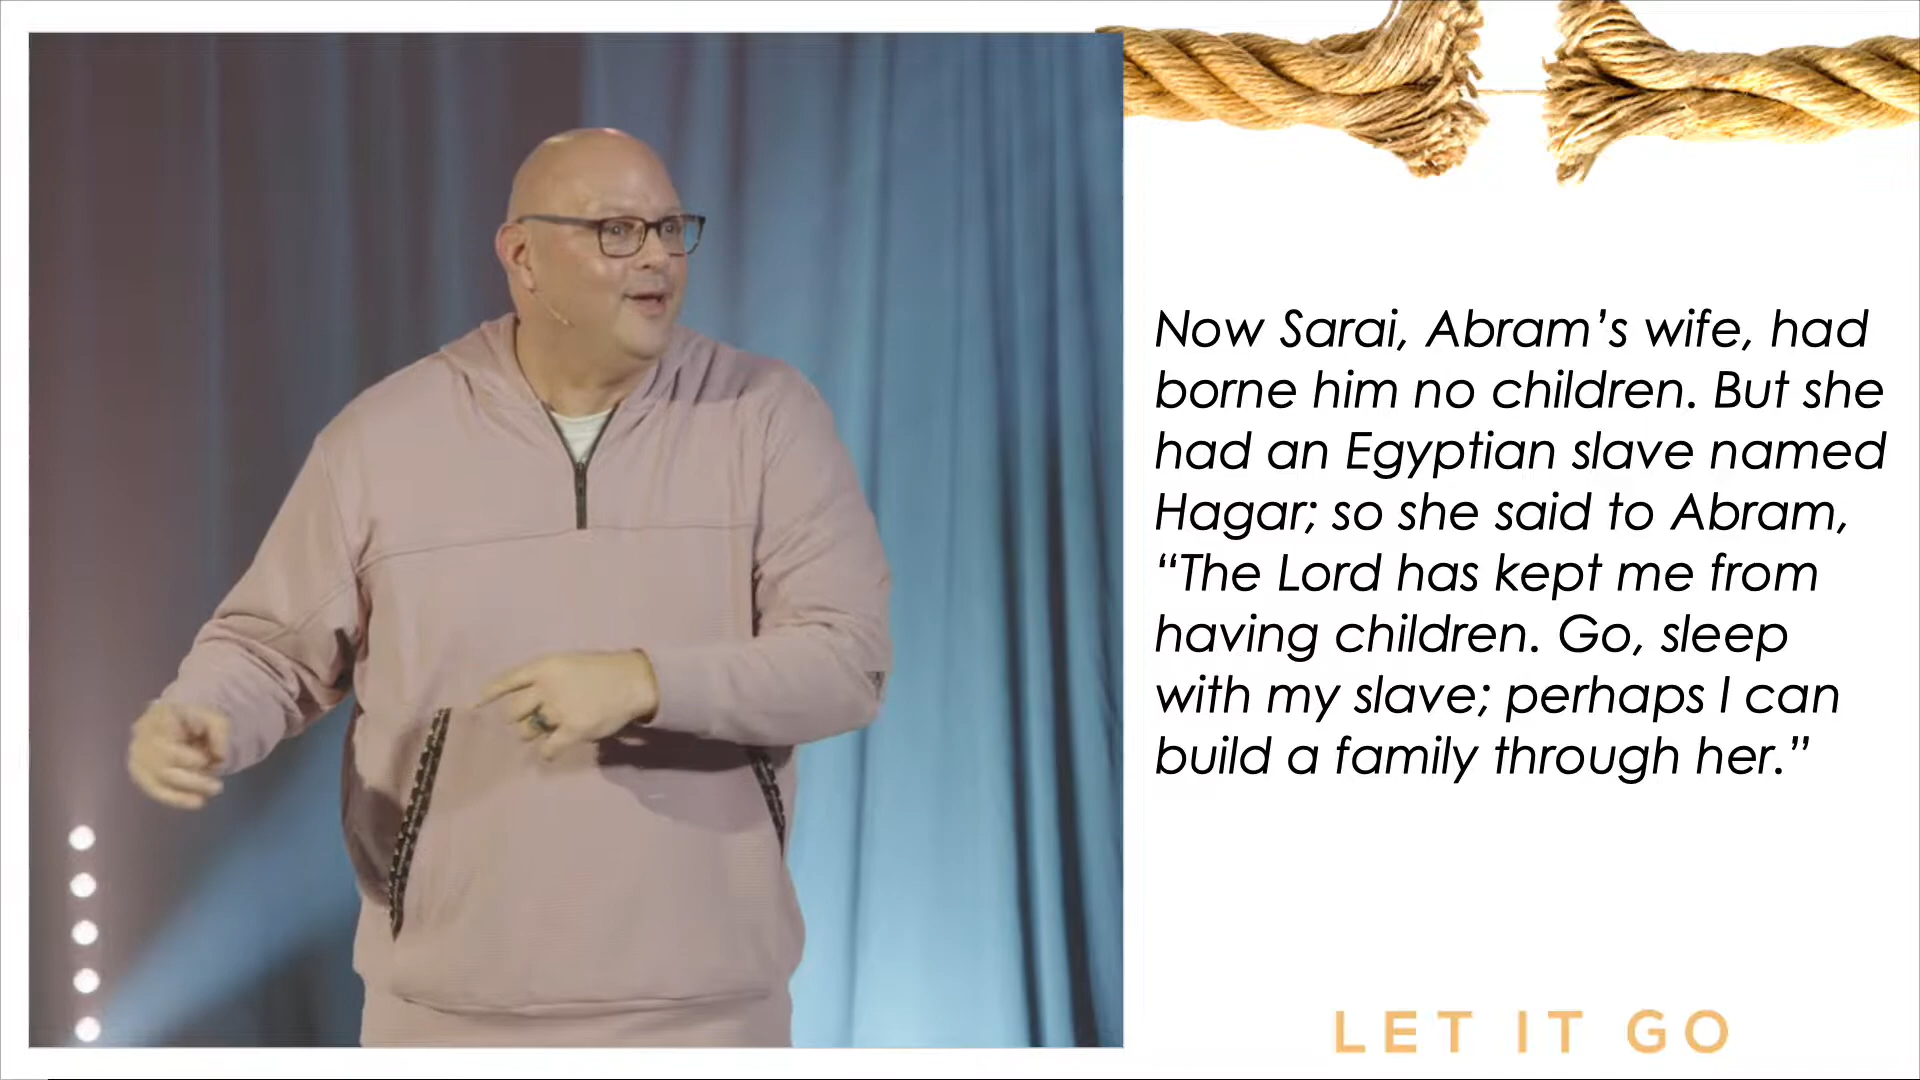 Now Sarai, Abram’s wife, had
borne him no children. But she
had an Egyptian slave named
Hagar; so she said to Abram,
“The Lord has kept me from
having children. Go, sleep
with my slave; perhaps I can
build a family through her.”
LET IT GO